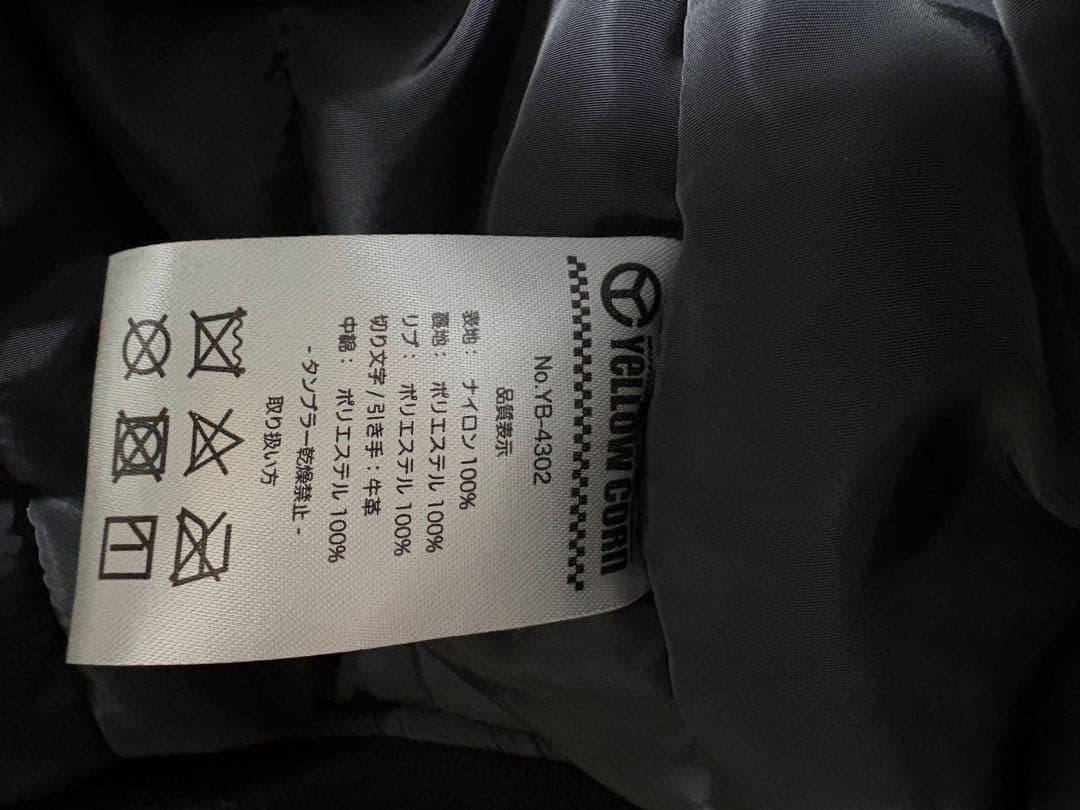 YELLOW CORN
No.YB-4302
品質表示
表地： ナイロン 100%
裏地： ポリエステル 100%
リブ： ポリエステル 100%
切り文字 / 引き手：牛革
中綿： ポリエステル 100%
- タンブラー乾燥禁止 -
取り扱い方